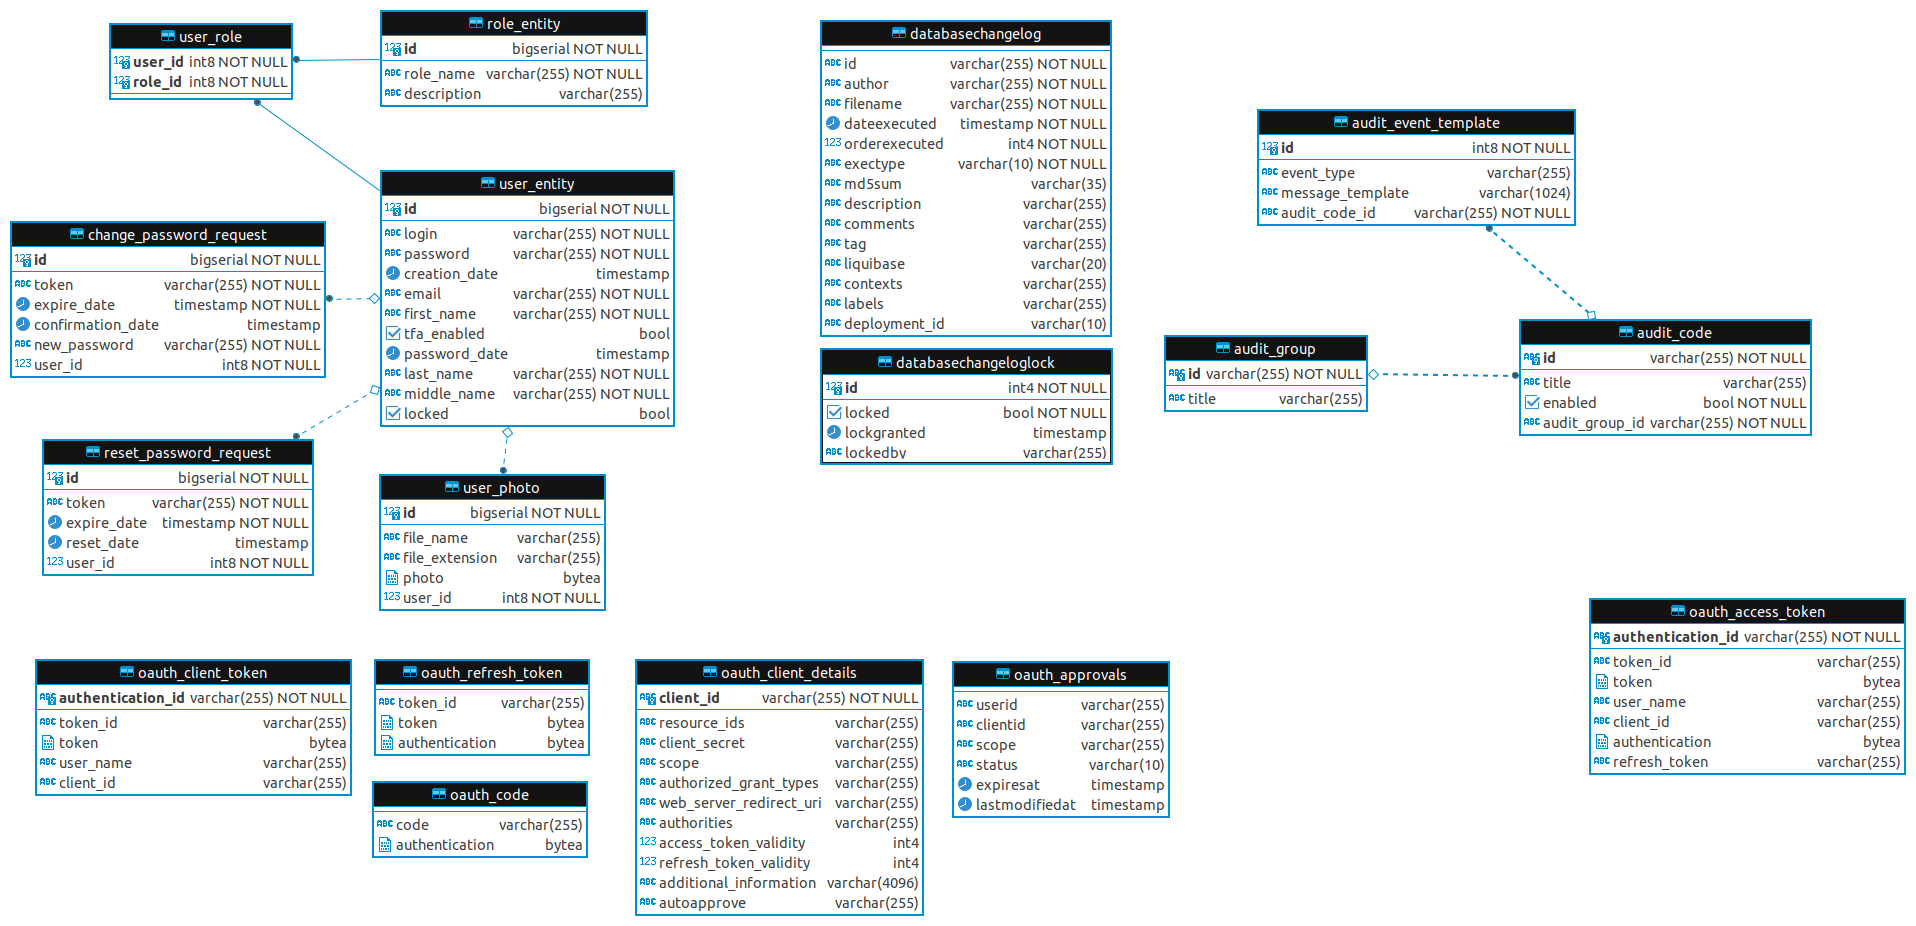 user_role
user_id int8 NOT NULL
role_id int8 NOT NULL
role_entity
id bigserial NOT NULL
role_name varchar(255) NOT NULL
description varchar(255)
user_entity
id bigserial NOT NULL
login varchar(255) NOT NULL
password varchar(255) NOT NULL
creation_date timestamp
email varchar(255) NOT NULL
first_name varchar(255) NOT NULL
tfa_enabled bool
password_date timestamp
last_name varchar(255) NOT NULL
middle_name varchar(255) NOT NULL
locked bool
change_password_request
id bigserial NOT NULL
token varchar(255) NOT NULL
expire_date timestamp NOT NULL
confirmation_date timestamp
new_password varchar(255) NOT NULL
user_id int8 NOT NULL
reset_password_request
id bigserial NOT NULL
token varchar(255) NOT NULL
expire_date timestamp NOT NULL
reset_date timestamp
user_id int8 NOT NULL
user_photo
id bigserial NOT NULL
file_name varchar(255)
file_extension varchar(255)
photo bytea
user_id int8 NOT NULL
databasechangelog
id varchar(255) NOT NULL
author varchar(255) NOT NULL
filename varchar(255) NOT NULL
dateexecuted timestamp NOT NULL
orderexecuted int4 NOT NULL
exectype varchar(10) NOT NULL
md5sum varchar(35)
description varchar(255)
comments varchar(255)
tag varchar(255)
liquibase varchar(20)
contexts varchar(255)
labels varchar(255)
deployment_id varchar(10)
databasechangeloglock
id int4 NOT NULL
locked bool NOT NULL
lockgranted timestamp
lockedby varchar(255)
audit_event_template
id int8 NOT NULL
event_type varchar(255)
message_template varchar(1024)
audit_code_id varchar(255) NOT NULL
audit_group
id varchar(255) NOT NULL
title varchar(255)
audit_code
id varchar(255) NOT NULL
title varchar(255)
enabled bool NOT NULL
audit_group_id varchar(255) NOT NULL
oauth_client_token
authentication_id varchar(255) NOT NULL
token_id varchar(255)
token bytea
user_name varchar(255)
client_id varchar(255)
oauth_refresh_token
token_id varchar(255)
token bytea
authentication bytea
oauth_code
code varchar(255)
authentication bytea
oauth_client_details
client_id varchar(255) NOT NULL
resource_ids varchar(255)
client_secret varchar(255)
scope varchar(255)
authorized_grant_types varchar(255)
web_server_redirect_uri varchar(255)
authorities varchar(255)
access_token_validity int4
refresh_token_validity int4
additional_information varchar(4096)
autoapprove varchar(255)
oauth_approvals
userid varchar(255)
clientid varchar(255)
scope varchar(255)
status varchar(10)
expiresat timestamp
lastmodifiedat timestamp
oauth_access_token
authentication_id varchar(255) NOT NULL
token_id varchar(255)
token bytea
user_name varchar(255)
client_id varchar(255)
authentication bytea
refresh_token varchar(255)